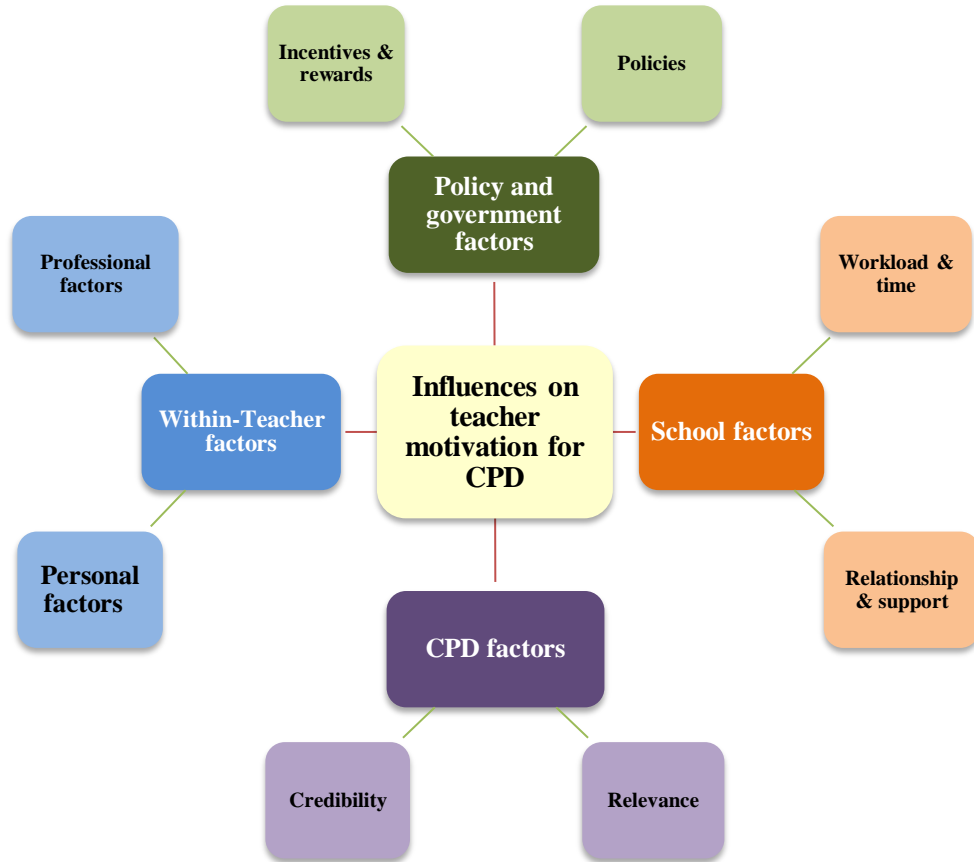 Incentives &
rewards
Policies
Policy and
government
factors
Professional
factors
Workload &
time
Within-Teacher
factors
Influences on
teacher
motivation for
CPD
School factors
Personal
factors
Relationship
& support
CPD factors
Credibility
Relevance